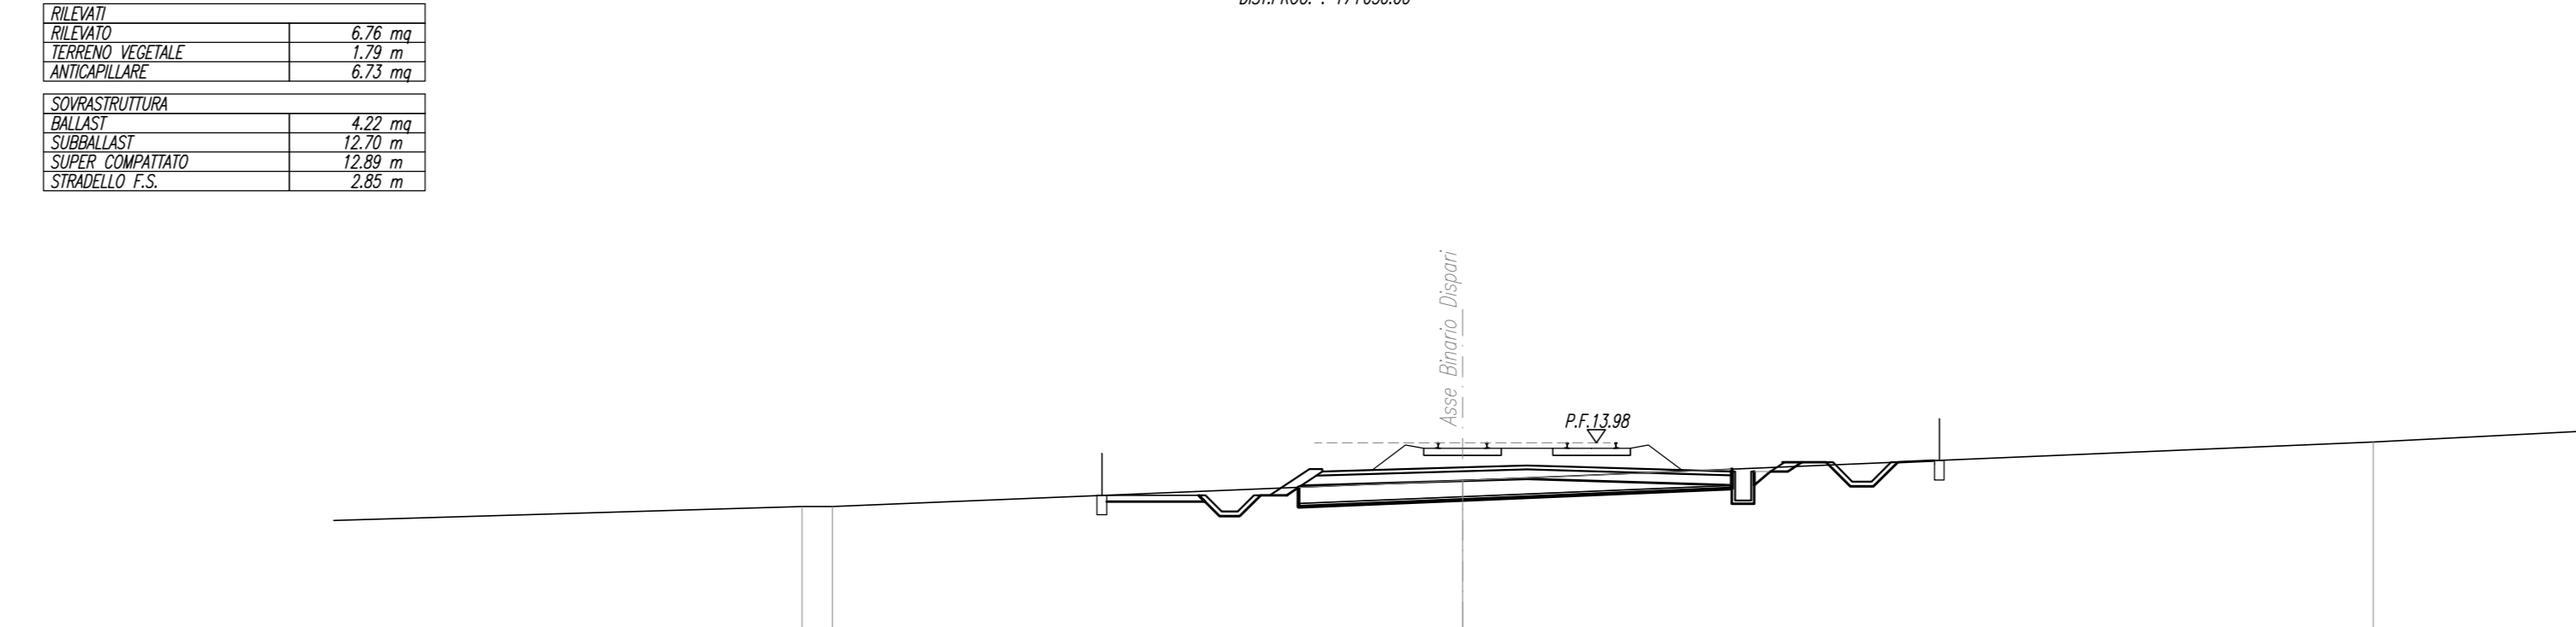 RILEVATI
RILEVATO 6.76 mq
TERRENO VEGETALE 1.79 m
ANTICAPILLARE 6.73 mq
SOVRASTRUTTURA
BALLAST 4.22 mq
SUBBALLAST 12.70 m
SUPER COMPATTATO 12.89 m
STRADELLO F.S. 2.85 m
Asse Binario Dispari
P.F.13.98